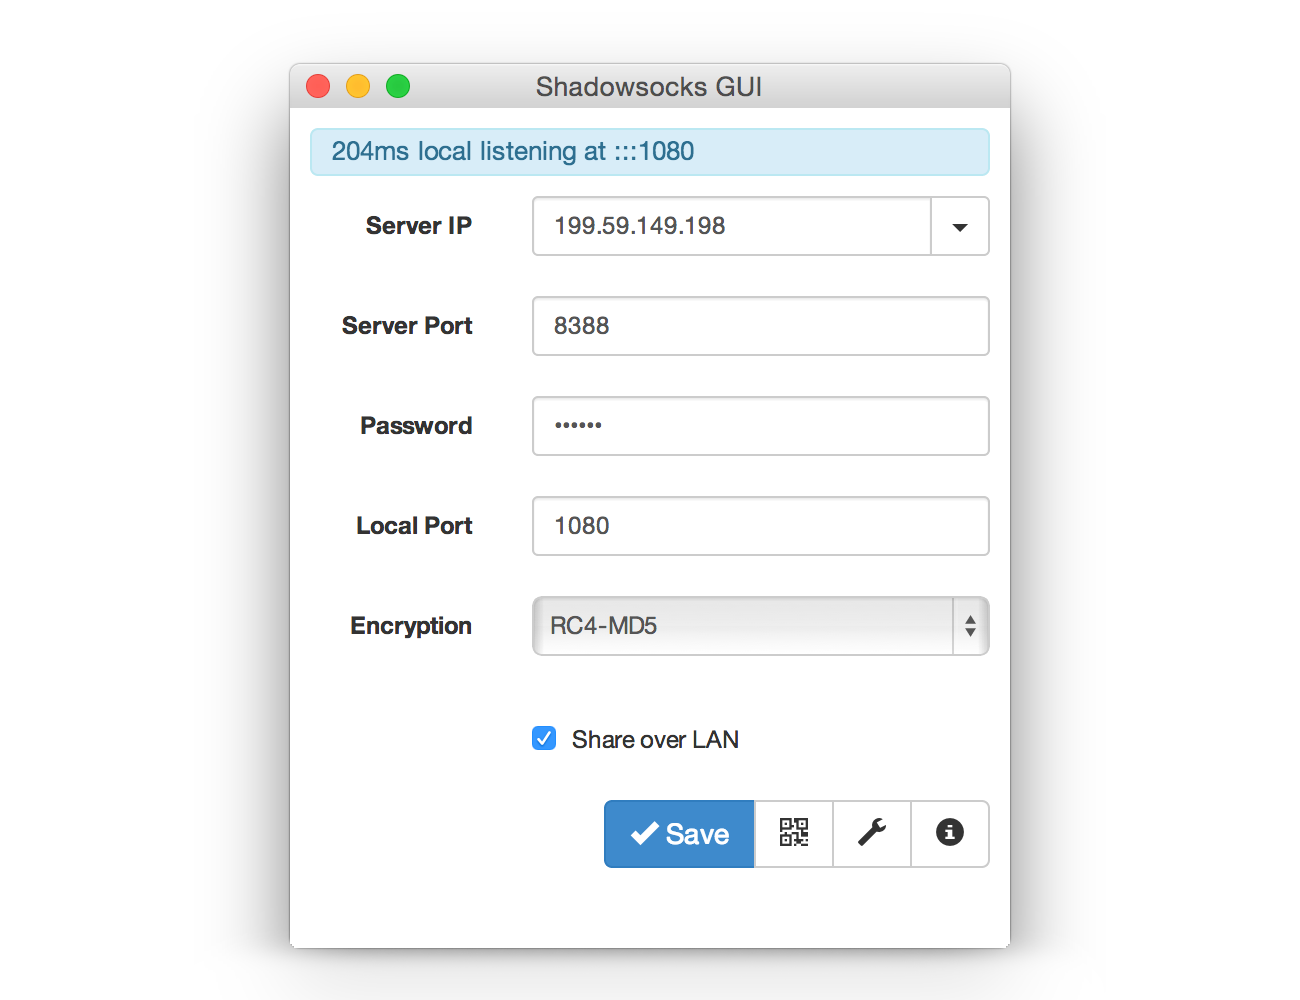 Shadowsocks GUI
204ms local listening at :::1080
Server IP 199.59.149.198
Server Port 8388
Password ••••••
Local Port 1080
Encryption RC4-MD5
Share over LAN
Save